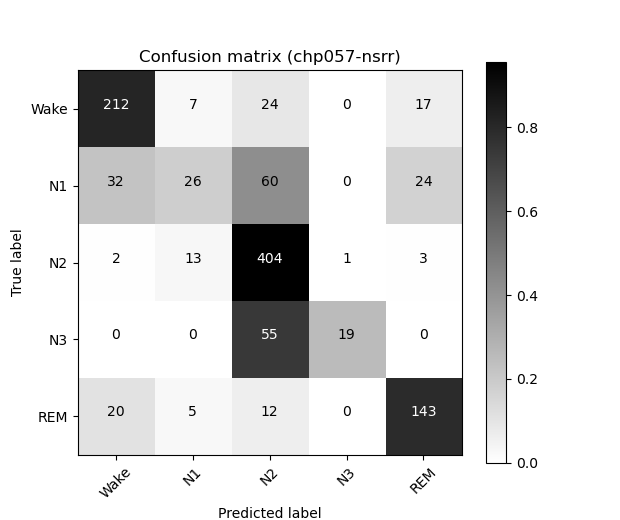 Confusion matrix (chp057-nsrr)
Wake 212 7 24 0 17
N1 32 26 60 0 24
N2 2 13 404 1 3
N3 0 0 55 19 0
REM 20 5 12 0 143
Wake N1 N2 N3 REM
Predicted label
True label
0.8
0.6
0.4
0.2
0.0